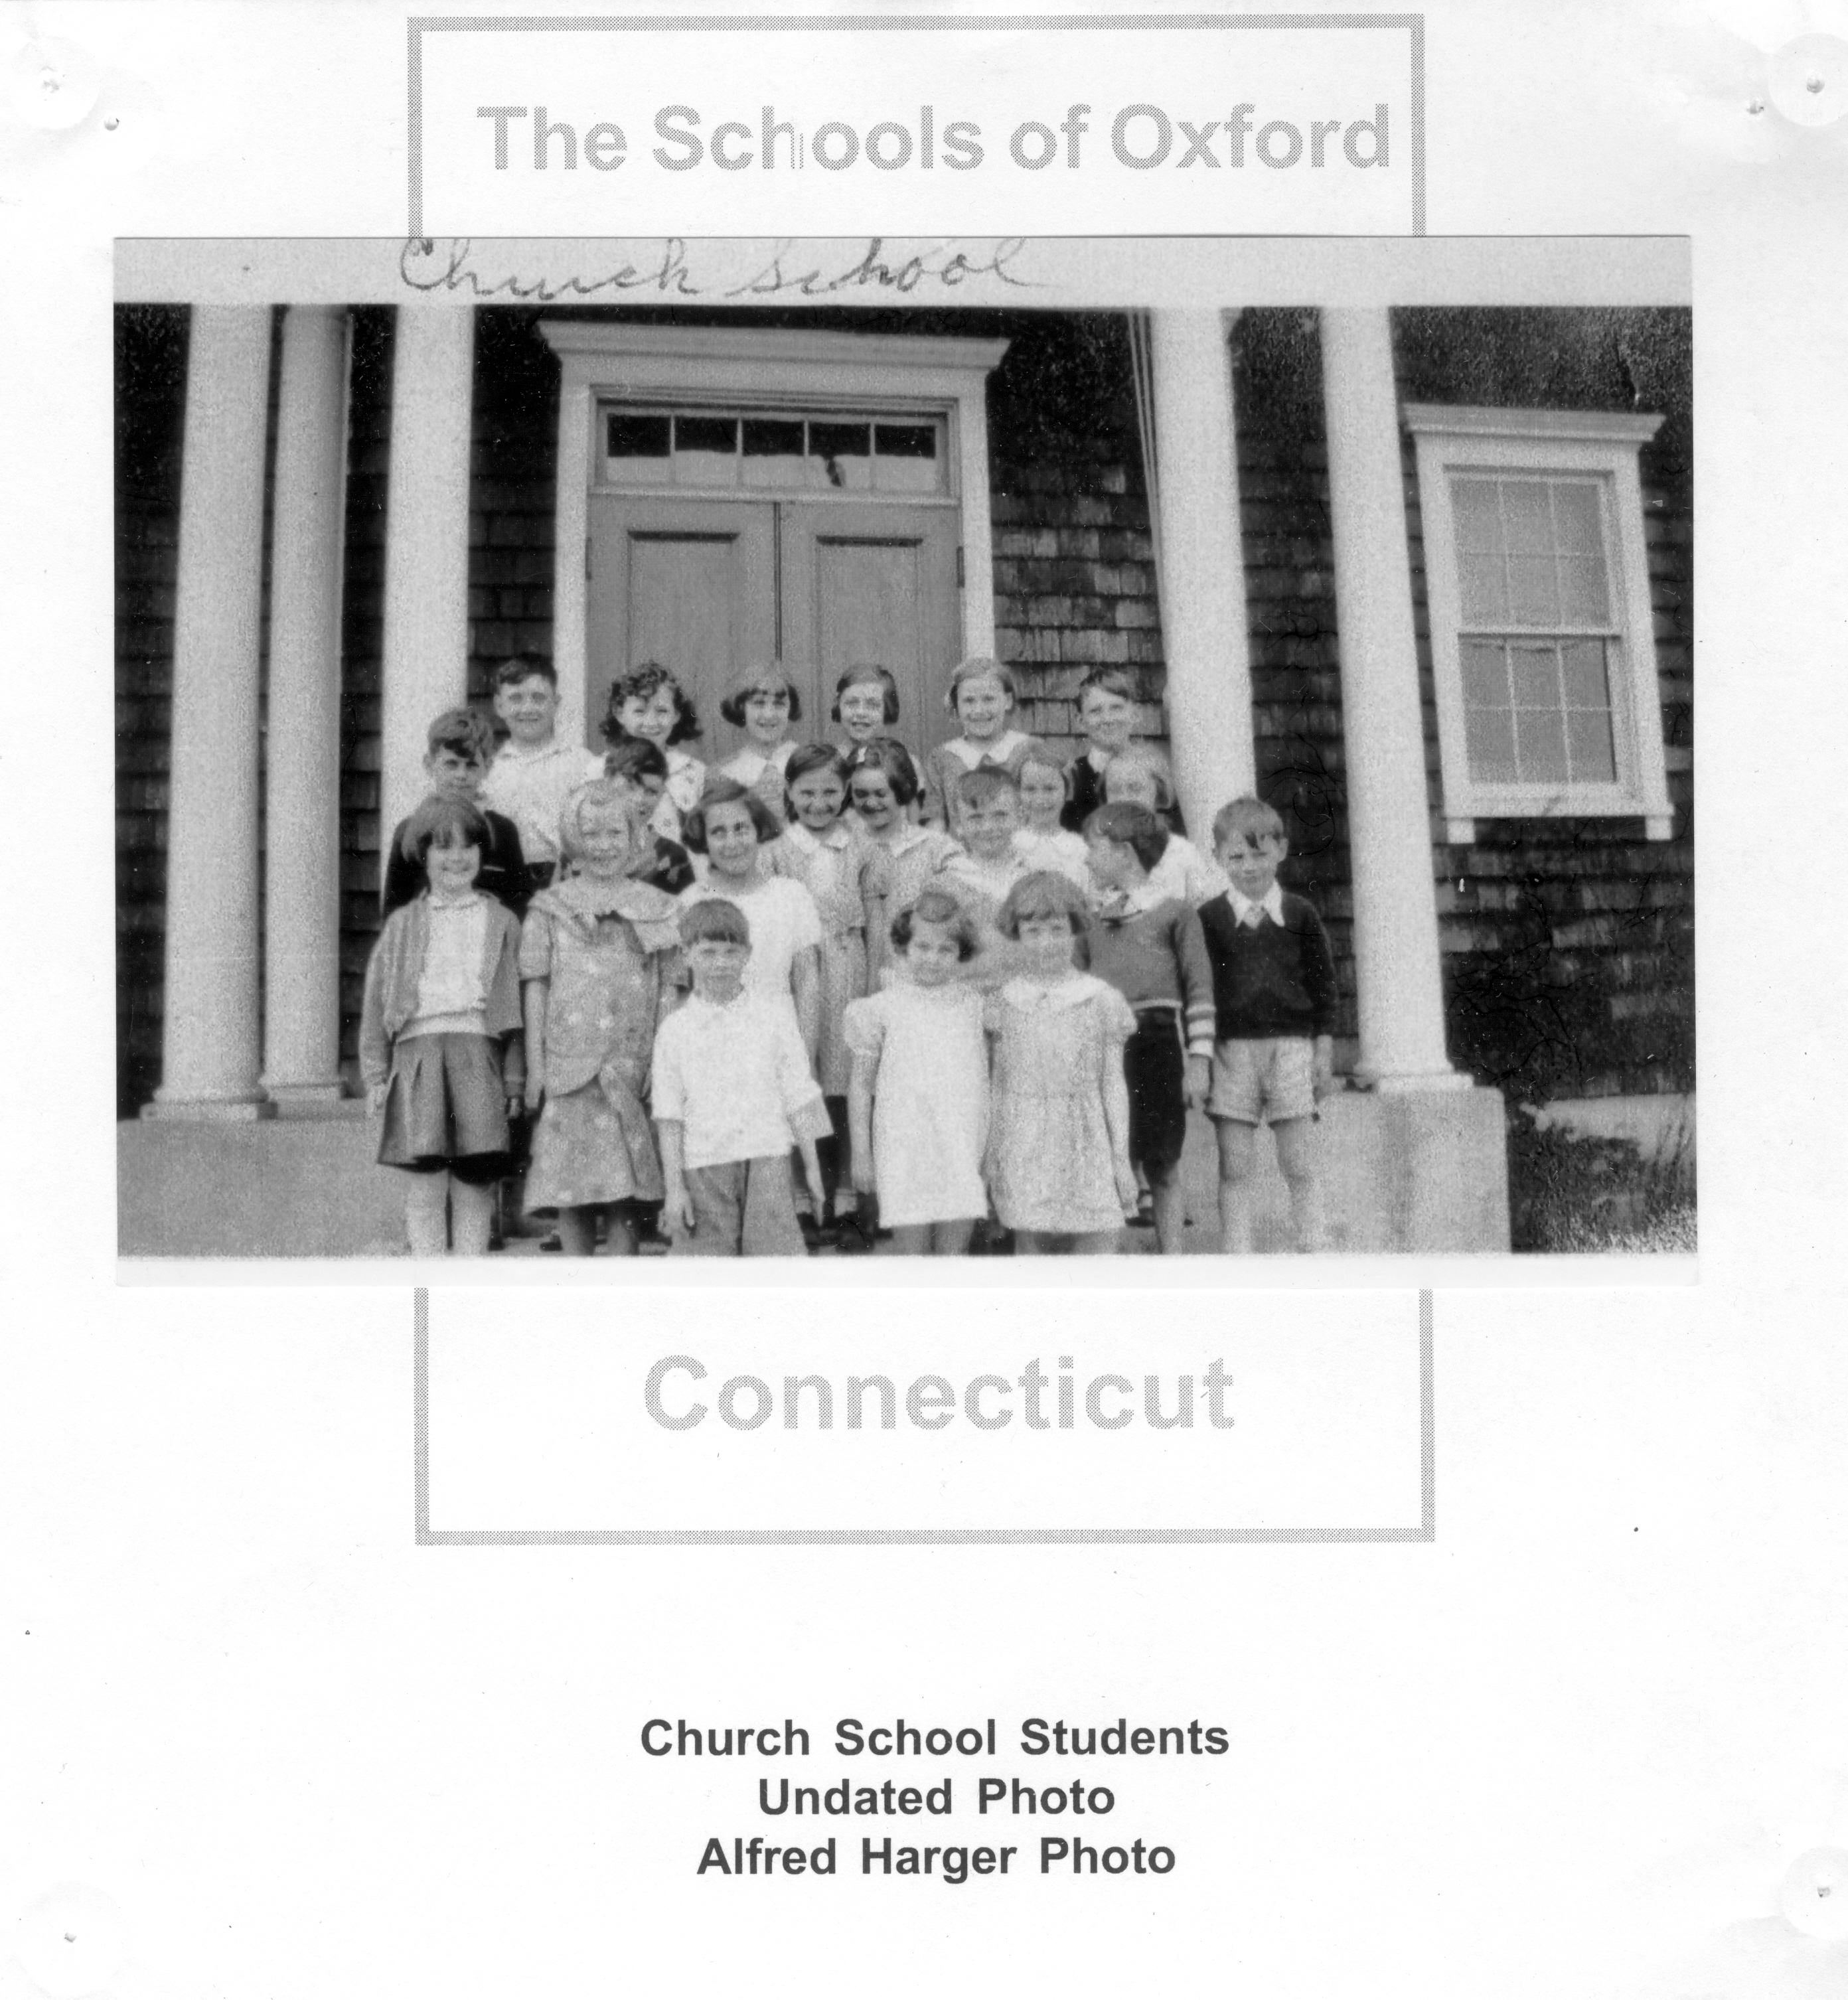 The Schools of Oxford
Church School
Connecticut
Church School Students
Undated Photo
Alfred Harger Photo